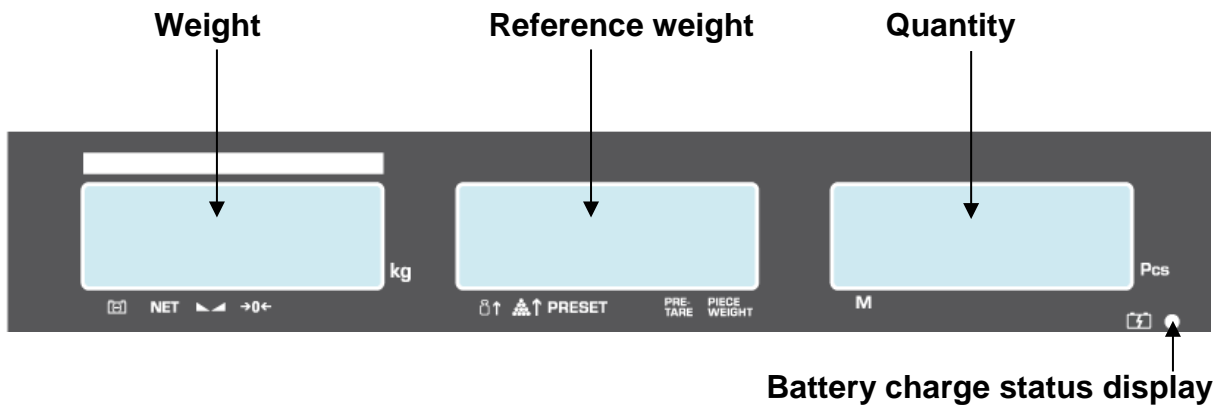 Weight
Reference weight
Quantity
kg
Pcs
NET →0← PRESET PRE-TARE PIECE WEIGHT M
Battery charge status display